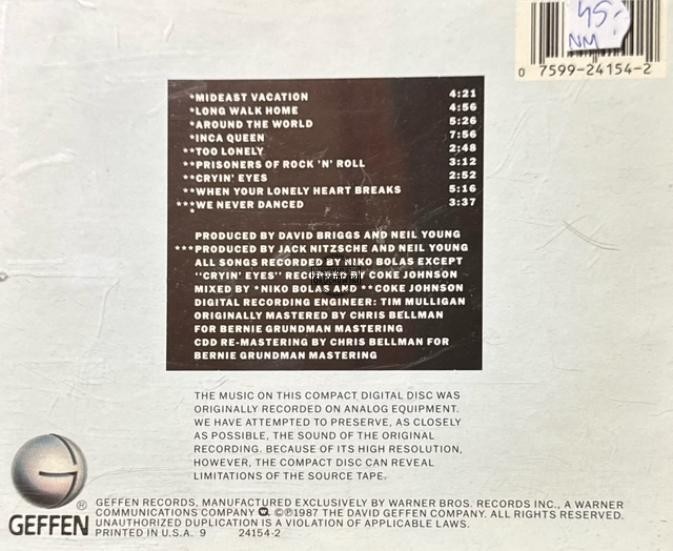 45.-
NM
0 7599-24154-2
*MIDEAST VACATION 4:21
*LONG WALK HOME 4:56
*AROUND THE WORLD 5:26
*INCA QUEEN 7:56
**TOO LONELY 2:48
**PRISONERS OF ROCK 'N' ROLL 3:12
**CRYIN' EYES 2:52
**WHEN YOUR LONELY HEART BREAKS 5:16
***WE NEVER DANCED 3:37
*
PRODUCED BY DAVID BRIGGS AND NEIL YOUNG
***PRODUCED BY JACK NITZSCHE AND NEIL YOUNG
ALL SONGS RECORDED BY NIKO BOLAS EXCEPT
"CRYIN' EYES" RECORDED BY COKE JOHNSON
MIXED BY *NIKO BOLAS AND **COKE JOHNSON
DIGITAL RECORDING ENGINEER: TIM MULLIGAN
ORIGINALLY MASTERED BY CHRIS BELLMAN
FOR BERNIE GRUNDMAN MASTERING
CDD RE-MASTERING BY CHRIS BELLMAN FOR
BERNIE GRUNDMAN MASTERING
THE MUSIC ON THIS COMPACT DIGITAL DISC WAS
ORIGINALLY RECORDED ON ANALOG EQUIPMENT.
WE HAVE ATTEMPTED TO PRESERVE, AS CLOSELY
AS POSSIBLE, THE SOUND OF THE ORIGINAL
RECORDING. BECAUSE OF ITS HIGH RESOLUTION,
HOWEVER, THE COMPACT DISC CAN REVEAL
LIMITATIONS OF THE SOURCE TAPE.
G
GEFFEN
®
GEFFEN RECORDS, MANUFACTURED EXCLUSIVELY BY WARNER BROS. RECORDS INC., A WARNER
COMMUNICATIONS COMPANY ©℗1987 THE DAVID GEFFEN COMPANY. ALL RIGHTS RESERVED.
UNAUTHORIZED DUPLICATION IS A VIOLATION OF APPLICABLE LAWS.
PRINTED IN U.S.A. 9 24154-2